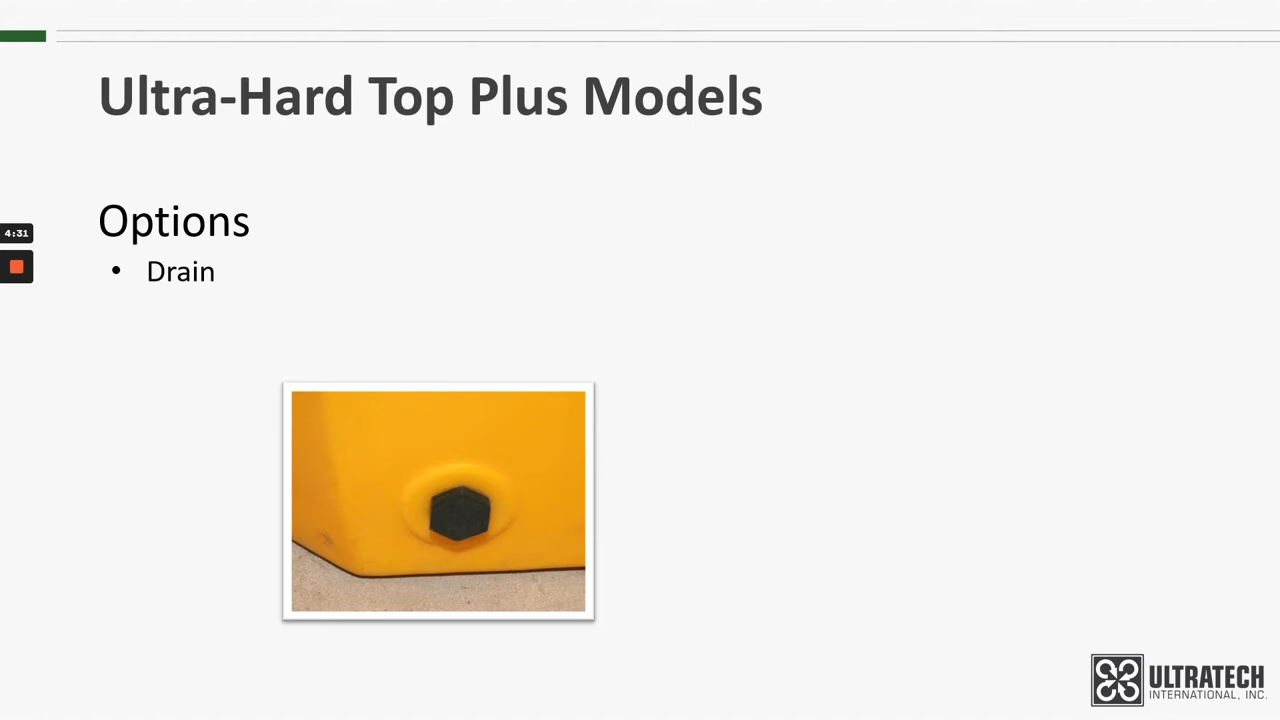 Ultra-Hard Top Plus Models
Options
• Drain
4:31
ULTRATECH
INTERNATIONAL, INC.